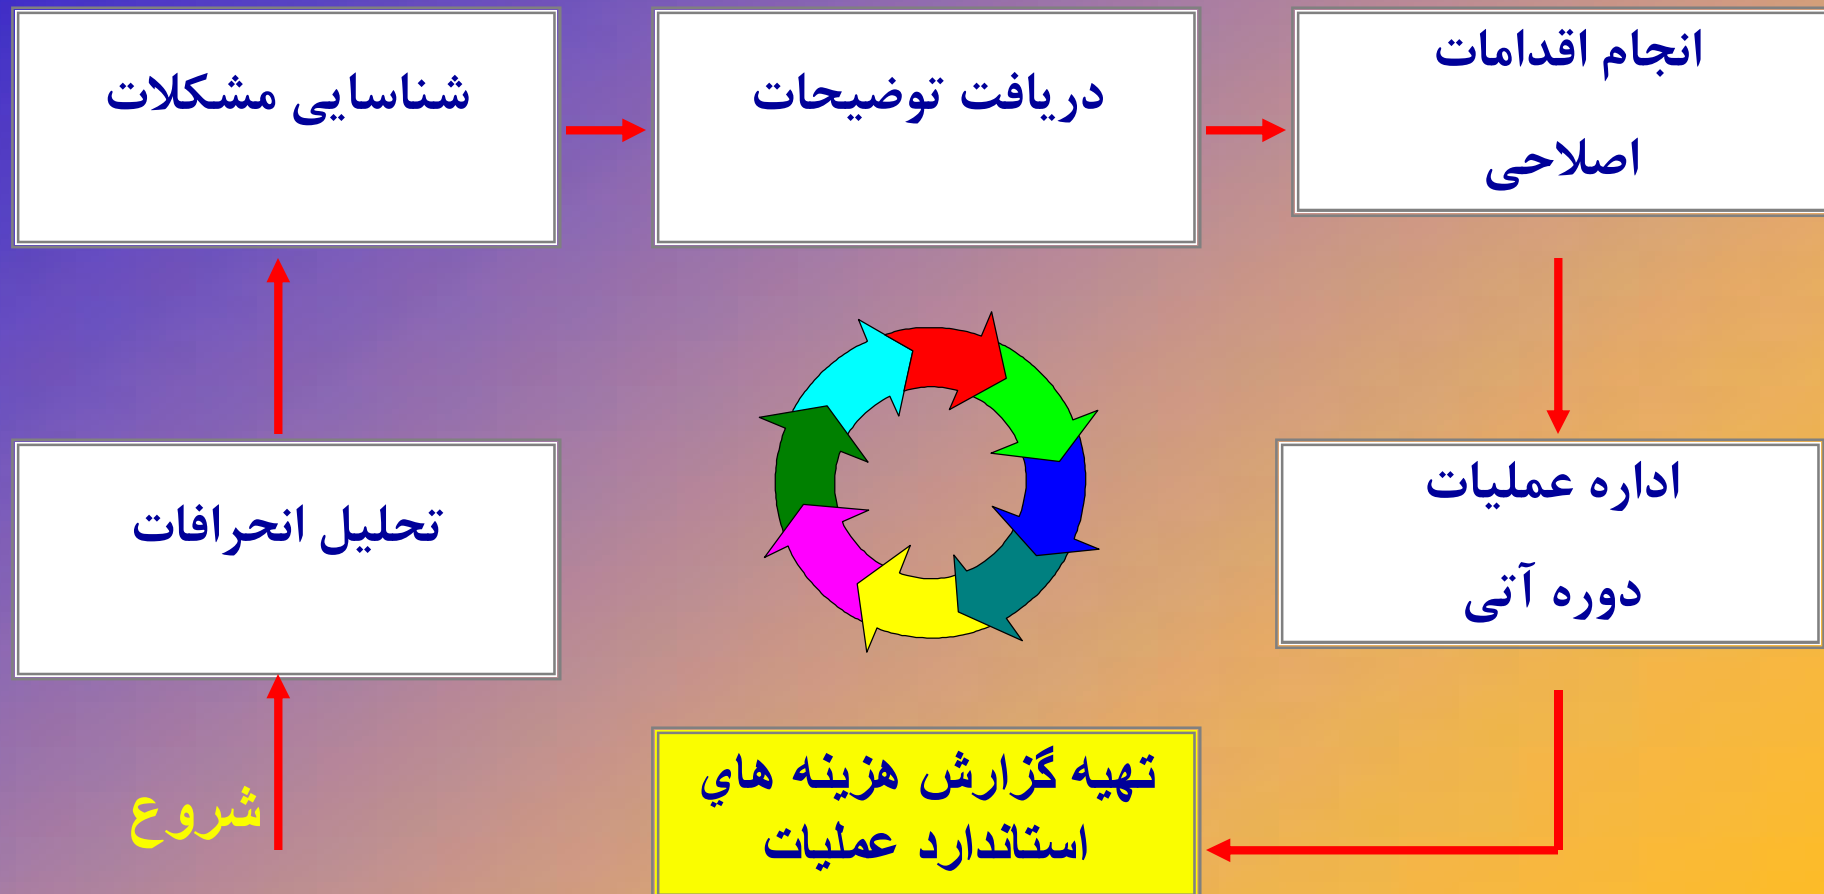 شناسایی مشکلات
دریافت توضیحات
انجام اقدامات
اصلاحی
تحلیل انحرافات
اداره عملیات
دوره آتی
شروع
تهیه گزارش هزینه هاي
استاندارد عملیات